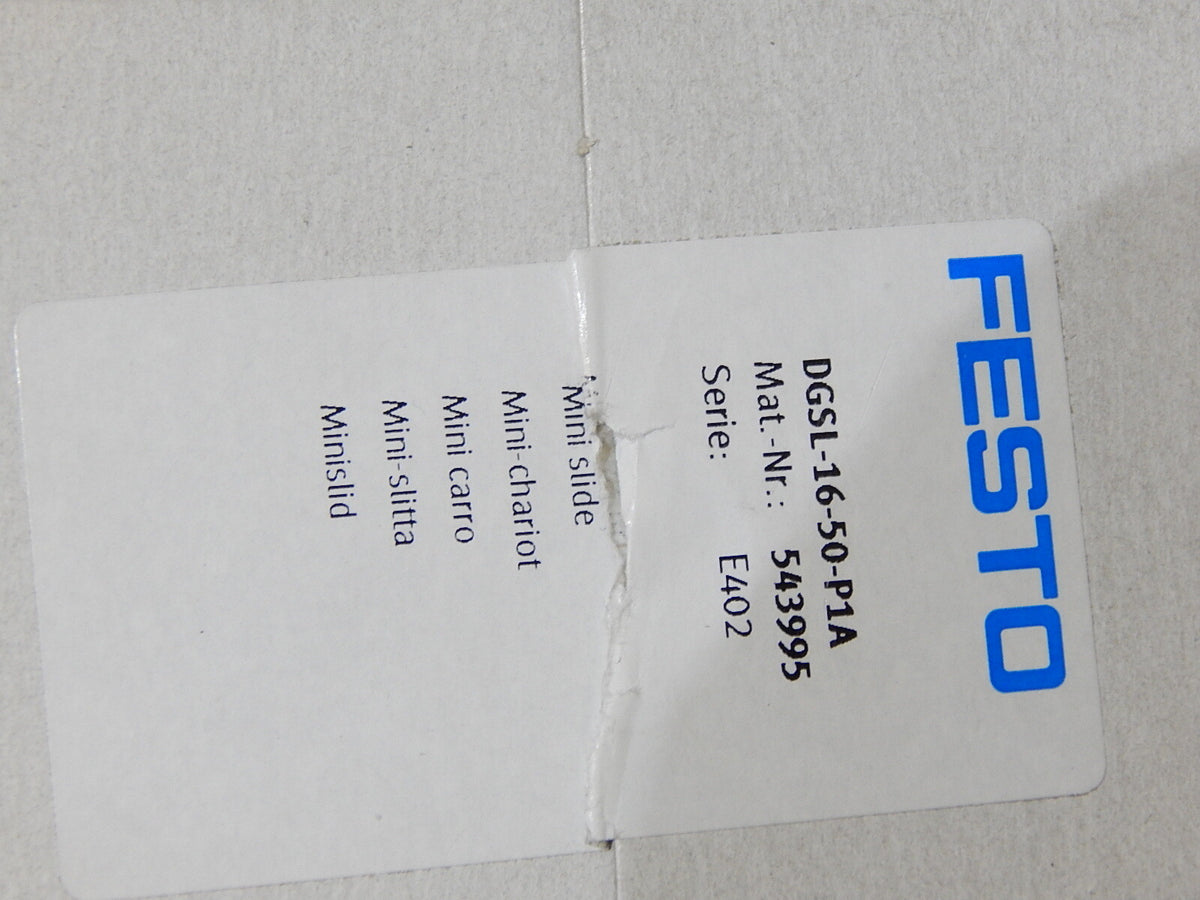 FESTO
DGSL-16-50-P1A
Mat.-Nr.: 543995
Serie: E402
Mini slide
Mini-chariot
Mini carro
Mini-slitta
Minislid